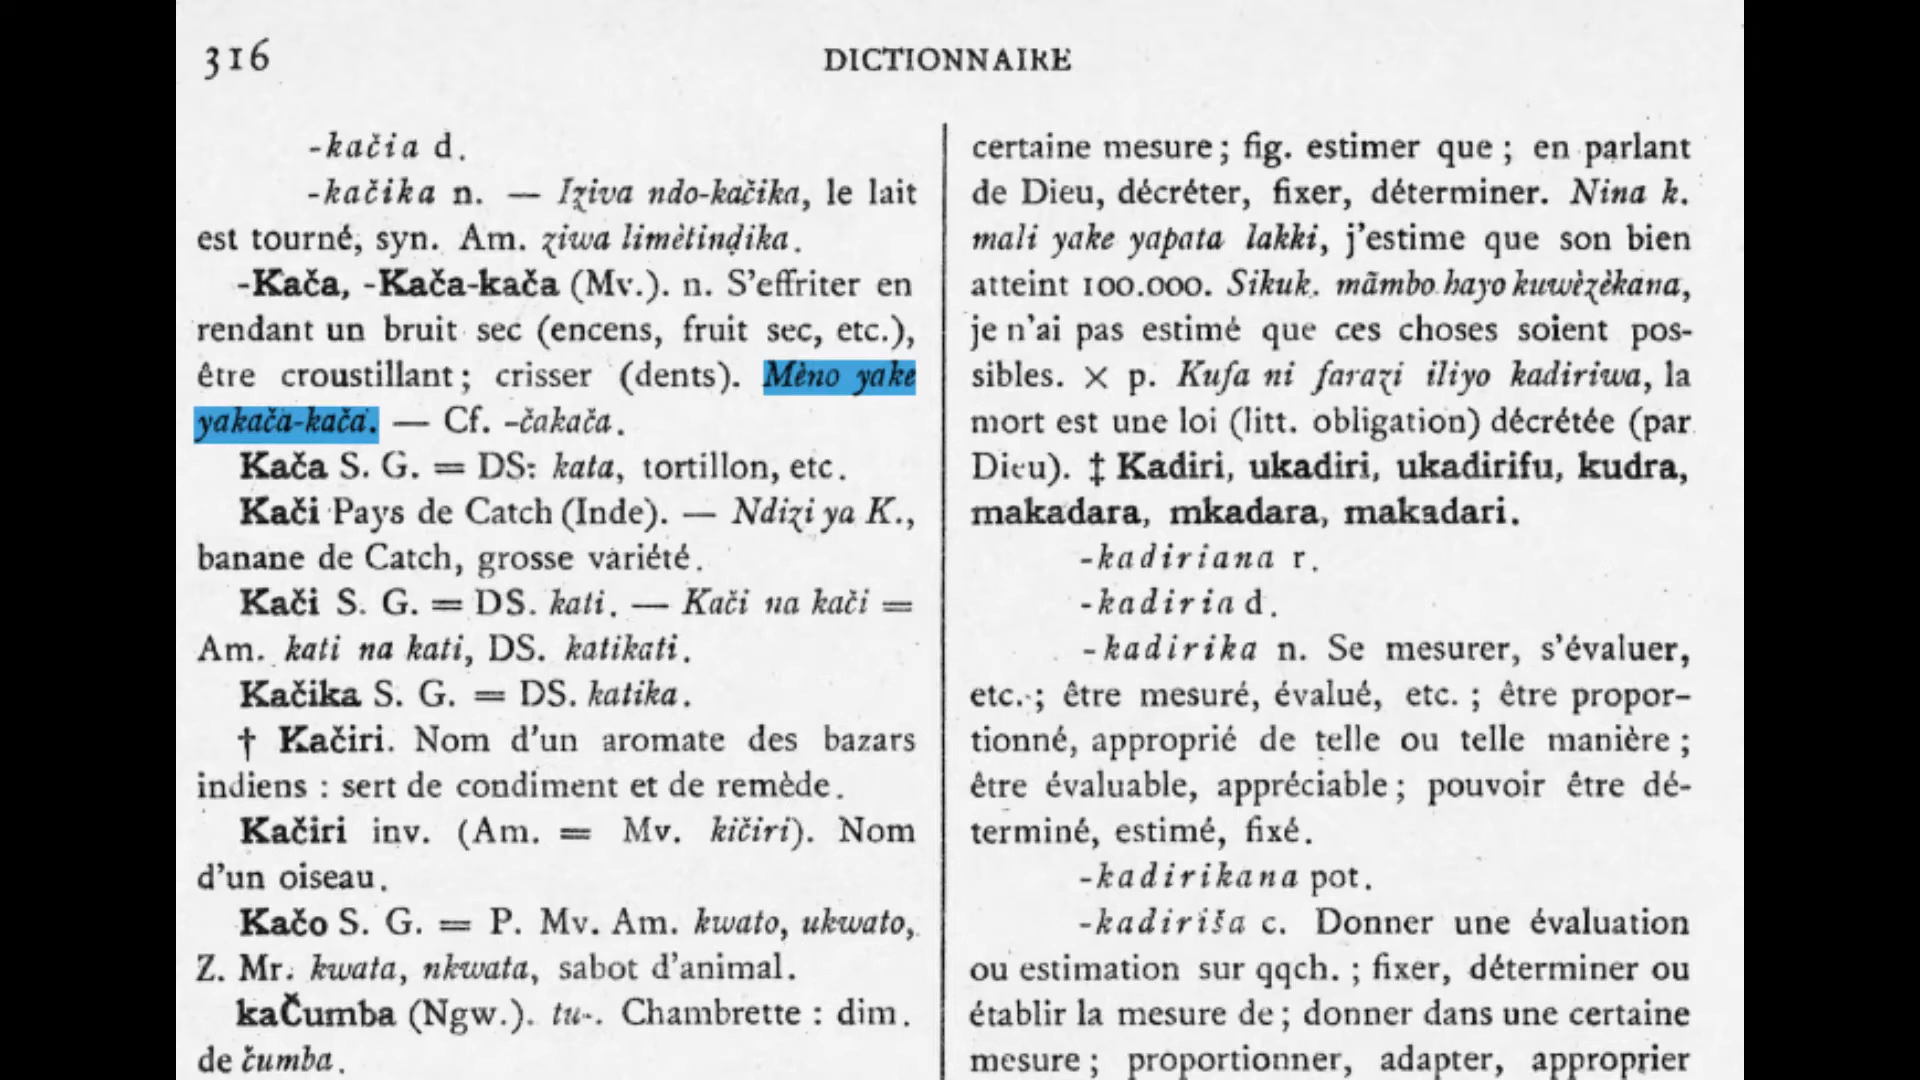 316
DICTIONNAIRE
-kačia d.
-kačika n. — Iziva ndo-kačika, le lait
est tourné, syn. Am. ziwa limètinḍika.
-Kača, -Kača-kača (Mv.). n. S'effriter en
rendant un bruit sec (encens, fruit sec, etc.),
être croustillant; crisser (dents). Mèno yake
yakača-kača. — Cf. -čakača.
Kača S. G. = DS: kata, tortillon, etc.
Kači Pays de Catch (Inde). — Ndizi ya K.,
banane de Catch, grosse variété.
Kači S. G. = DS. kati. — Kači na kači =
Am. kati na kati, DS. katikati.
Kačika S. G. = DS. katika.
† Kačiri. Nom d'un aromate des bazars
indiens : sert de condiment et de remède.
Kačiri inv. (Am. = Mv. kičiri). Nom
d'un oiseau.
Kačo S. G. = P. Mv. Am. kwato, ukwato,
Z. Mr. kwata, nkwata, sabot d'animal.
kaČumba (Ngw.). tu-. Chambrette : dim.
de čumba.
certaine mesure; fig. estimer que; en parlant
de Dieu, décréter, fixer, déterminer. Nina k.
mali yake yapata lakki, j'estime que son bien
atteint 100.000. Sikuk. mãmbo hayo kuwèzèkana,
je n'ai pas estimé que ces choses soient pos-
sibles. × p. Kufa ni farazi iliyo kadiriwa, la
mort est une loi (litt. obligation) décrétée (par
Dieu). ‡ Kadiri, ukadiri, ukadirifu, kudra,
makadara, mkadara, makadari.
-kadiriana r.
-kadiria d.
-kadirika n. Se mesurer, s'évaluer,
etc.; être mesuré, évalué, etc. ; être propor-
tionné, approprié de telle ou telle manière;
être évaluable, appréciable; pouvoir être dé-
terminé, estimé, fixé.
-kadirikana pot.
-kadiriša c. Donner une évaluation
ou estimation sur qqch. ; fixer, déterminer ou
établir la mesure de; donner dans une certaine
mesure; proportionner, adapter, approprier